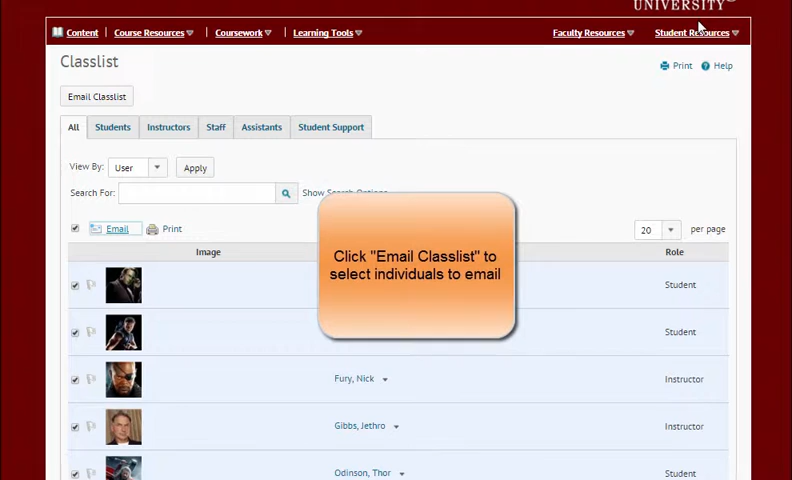 UNIVERSITY
Content Course Resources Coursework Learning Tools Faculty Resources Student Resources
Classlist
Print Help
Email Classlist
All Students Instructors Staff Assistants Student Support
View By: User Apply
Search For: Show Search Options
Email Print 20 per page
Image Role
Click "Email Classlist" to
select individuals to email
Student
Student
Fury, Nick Instructor
Gibbs, Jethro Instructor
Odinson, Thor Student